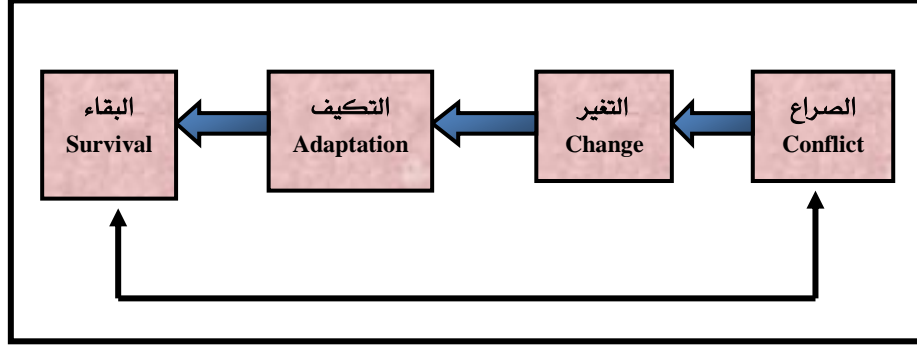 الصراع
Conflict
التغير
Change
التكيف
Adaptation
البقاء
Survival